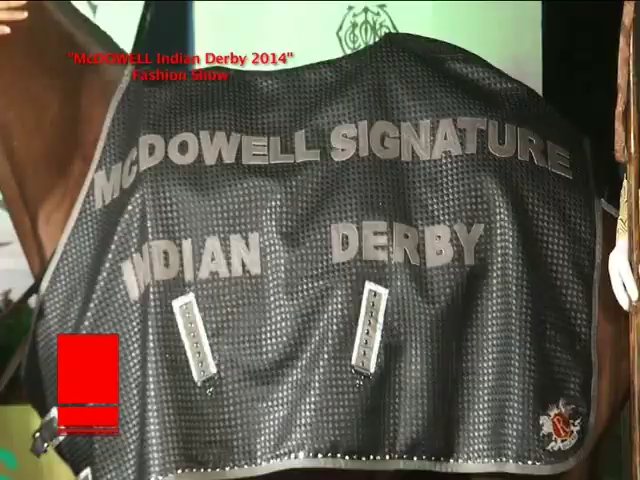 "McDOWELL Indian Derby 2014"
Fashion Show
MCDOWELL SIGNATURE
INDIAN DERBY
R